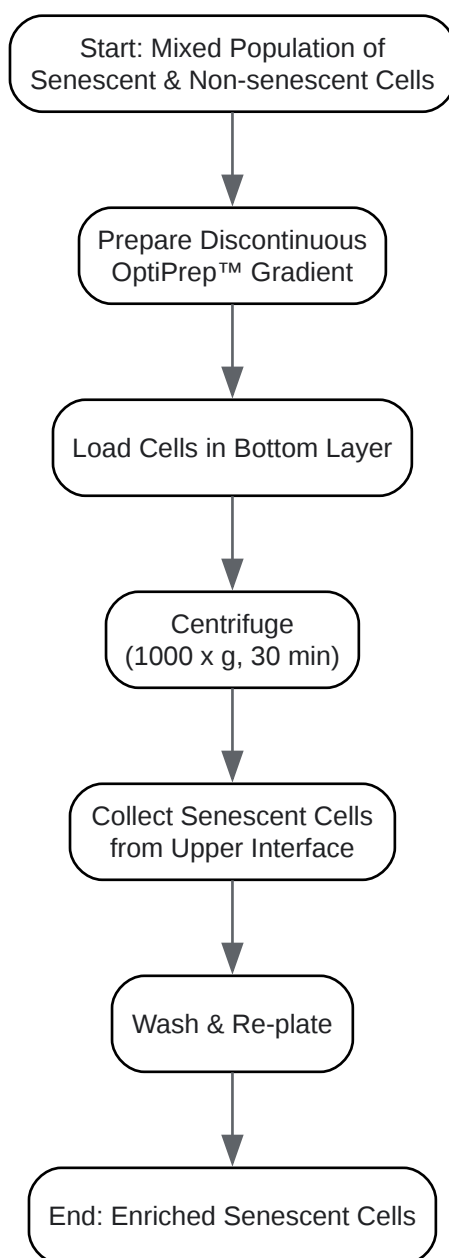 Start: Mixed Population of
Senescent & Non-senescent Cells
Prepare Discontinuous
OptiPrep™ Gradient
Load Cells in Bottom Layer
Centrifuge
(1000 x g, 30 min)
Collect Senescent Cells
from Upper Interface
Wash & Re-plate
End: Enriched Senescent Cells